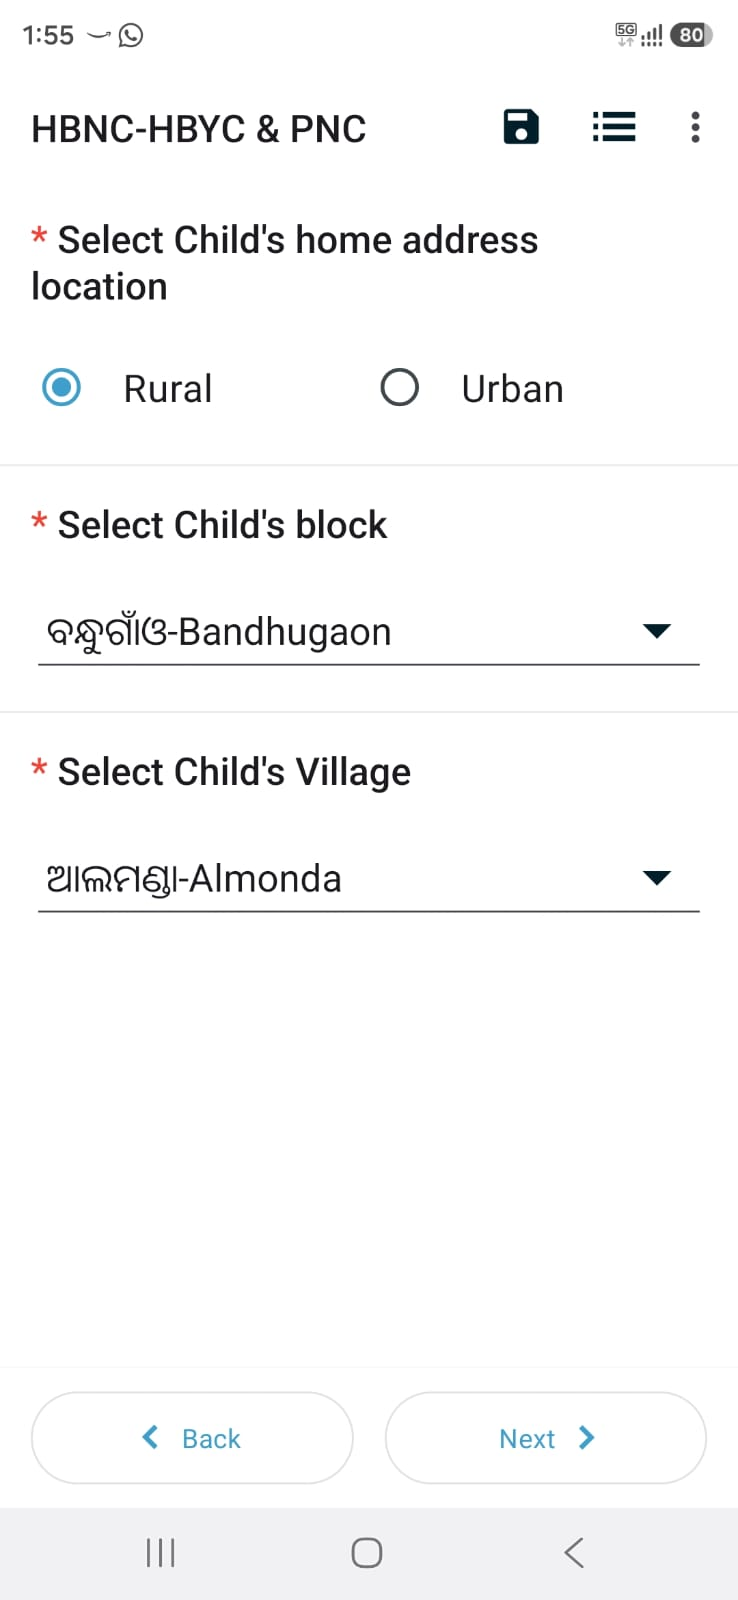 1:55
5G
80
HBNC-HBYC & PNC
* Select Child's home address
location
Rural
Urban
* Select Child's block
ବନ୍ଧୁଗାଁଓ-Bandhugaon
* Select Child's Village
ଆଲମଣ୍ଡା-Almonda
Back
Next